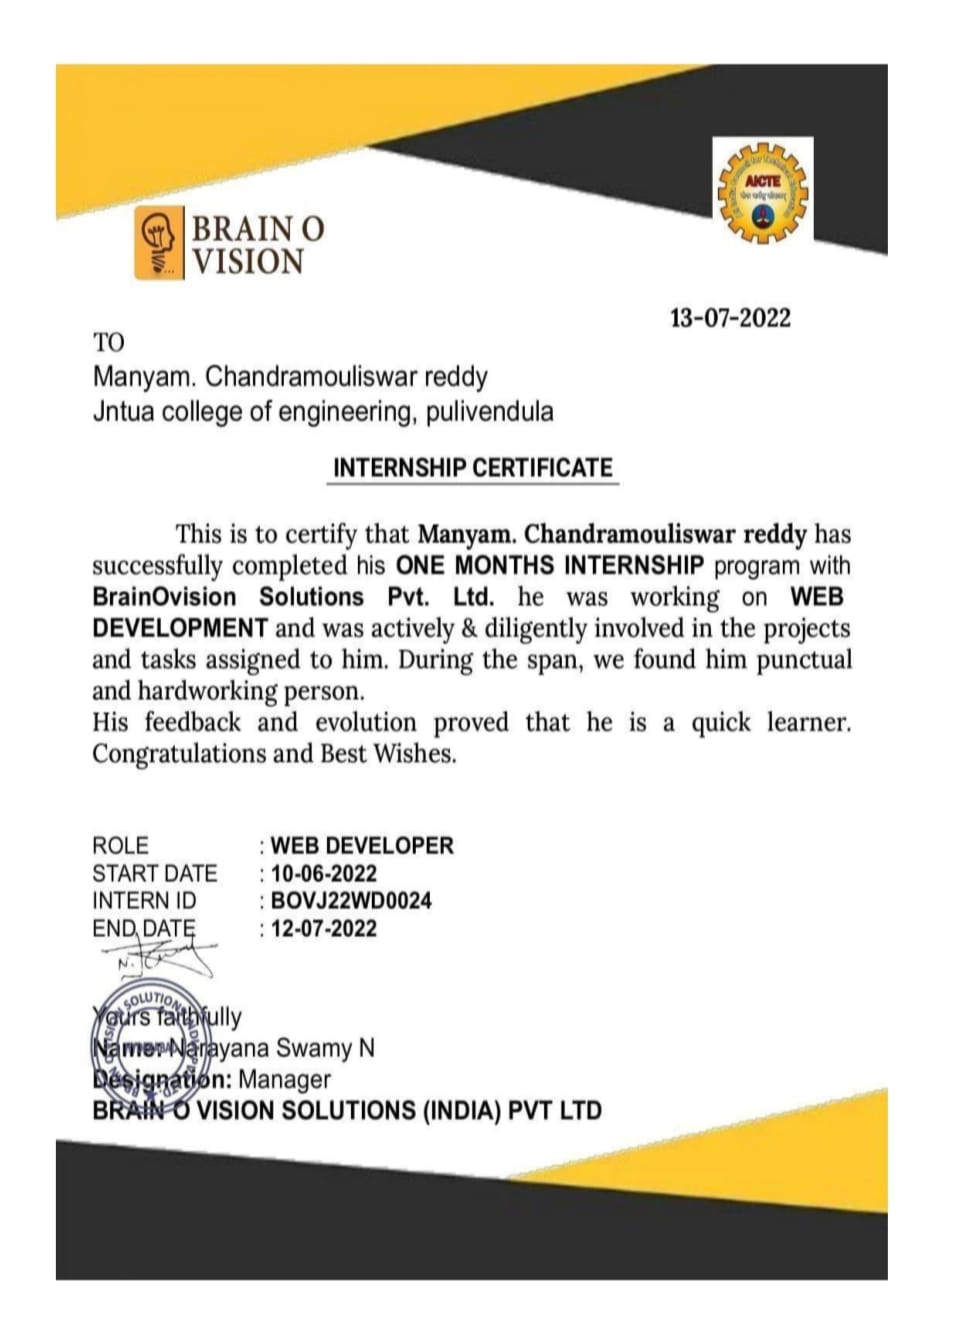 AICTE
BRAIN O
VISION
13-07-2022
TO
Manyam. Chandramouliswar reddy
Jntua college of engineering, pulivendula
INTERNSHIP CERTIFICATE
This is to certify that Manyam. Chandramouliswar reddy has
successfully completed his ONE MONTHS INTERNSHIP program with
BrainOvision Solutions Pvt. Ltd. he was working on WEB
DEVELOPMENT and was actively & diligently involved in the projects
and tasks assigned to him. During the span, we found him punctual
and hardworking person.
His feedback and evolution proved that he is a quick learner.
Congratulations and Best Wishes.
ROLE : WEB DEVELOPER
START DATE : 10-06-2022
INTERN ID : BOVJ22WD0024
END DATE : 12-07-2022
Yours faithfully
Name: Narayana Swamy N
Designation: Manager
BRAIN O VISION SOLUTIONS (INDIA) PVT LTD